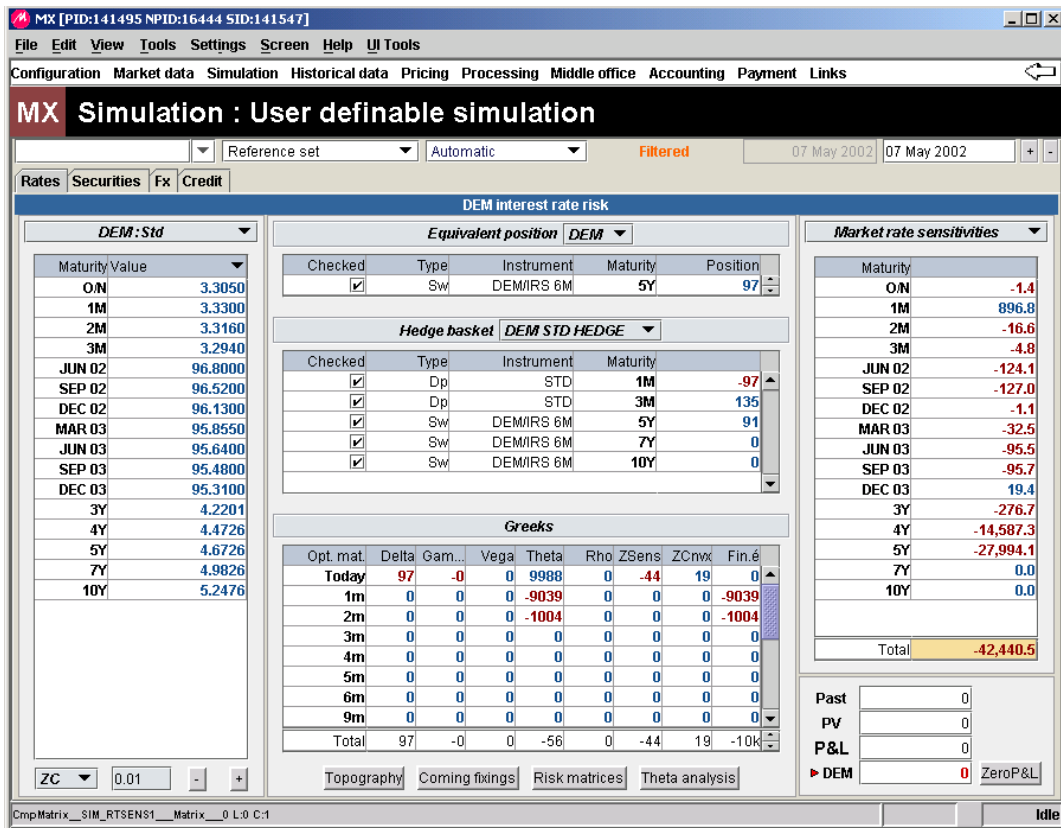 MX [PID:141495 NPID:16444 SID:141547]
File Edit View Tools Settings Screen Help UI Tools
Configuration Market data Simulation Historical data Pricing Processing Middle office Accounting Payment Links
MX Simulation : User definable simulation
Reference set Automatic Filtered 07 May 2002 07 May 2002 + -
Rates Securities Fx Credit
DEM interest rate risk
DEM : Std
Maturity Value
O/N 3.3050
1M 3.3300
2M 3.3160
3M 3.2940
JUN 02 96.8000
SEP 02 96.5200
DEC 02 96.1300
MAR 03 95.8550
JUN 03 95.6400
SEP 03 95.4800
DEC 03 95.3100
3Y 4.2201
4Y 4.4726
5Y 4.6726
7Y 4.9826
10Y 5.2476
ZC 0.01 - +
Equivalent position DEM
Checked Type Instrument Maturity Position
Sw DEM/IRS 6M 5Y 97
Hedge basket DEM STD HEDGE
Checked Type Instrument Maturity
Dp STD 1M -97
Dp STD 3M 135
Sw DEM/IRS 6M 5Y 91
Sw DEM/IRS 6M 7Y 0
Sw DEM/IRS 6M 10Y 0
Greeks
Opt. mat. Delta Gam... Vega Theta Rho ZSens ZCnvx Fin.é
Today 97 -0 0 9988 0 -44 19 0
1m 0 0 0 -9039 0 0 0 -9039
2m 0 0 0 -1004 0 0 0 -1004
3m 0 0 0 0 0 0 0 0
4m 0 0 0 0 0 0 0 0
5m 0 0 0 0 0 0 0 0
6m 0 0 0 0 0 0 0 0
9m 0 0 0 0 0 0 0 0
Total 97 -0 0 -56 0 -44 19 -10k
Topography Coming fixings Risk matrices Theta analysis
Market rate sensitivities
Maturity
O/N -1.4
1M 896.8
2M -16.6
3M -4.8
JUN 02 -124.1
SEP 02 -127.0
DEC 02 -1.1
MAR 03 -32.5
JUN 03 -95.5
SEP 03 -95.7
DEC 03 19.4
3Y -276.7
4Y -14,587.3
5Y -27,994.1
7Y 0.0
10Y 0.0
Total -42,440.5
Past 0
PV 0
P&L 0
DEM 0 ZeroP&L
CmpMatrix__SIM_RTSENS1___Matrix___0 L:0 C:1 Idle